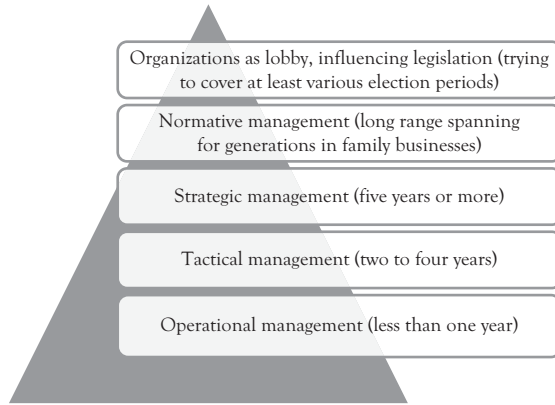 Organizations as lobby, influencing legislation (trying
to cover at least various election periods)
Normative management (long range spanning
for generations in family businesses)
Strategic management (five years or more)
Tactical management (two to four years)
Operational management (less than one year)